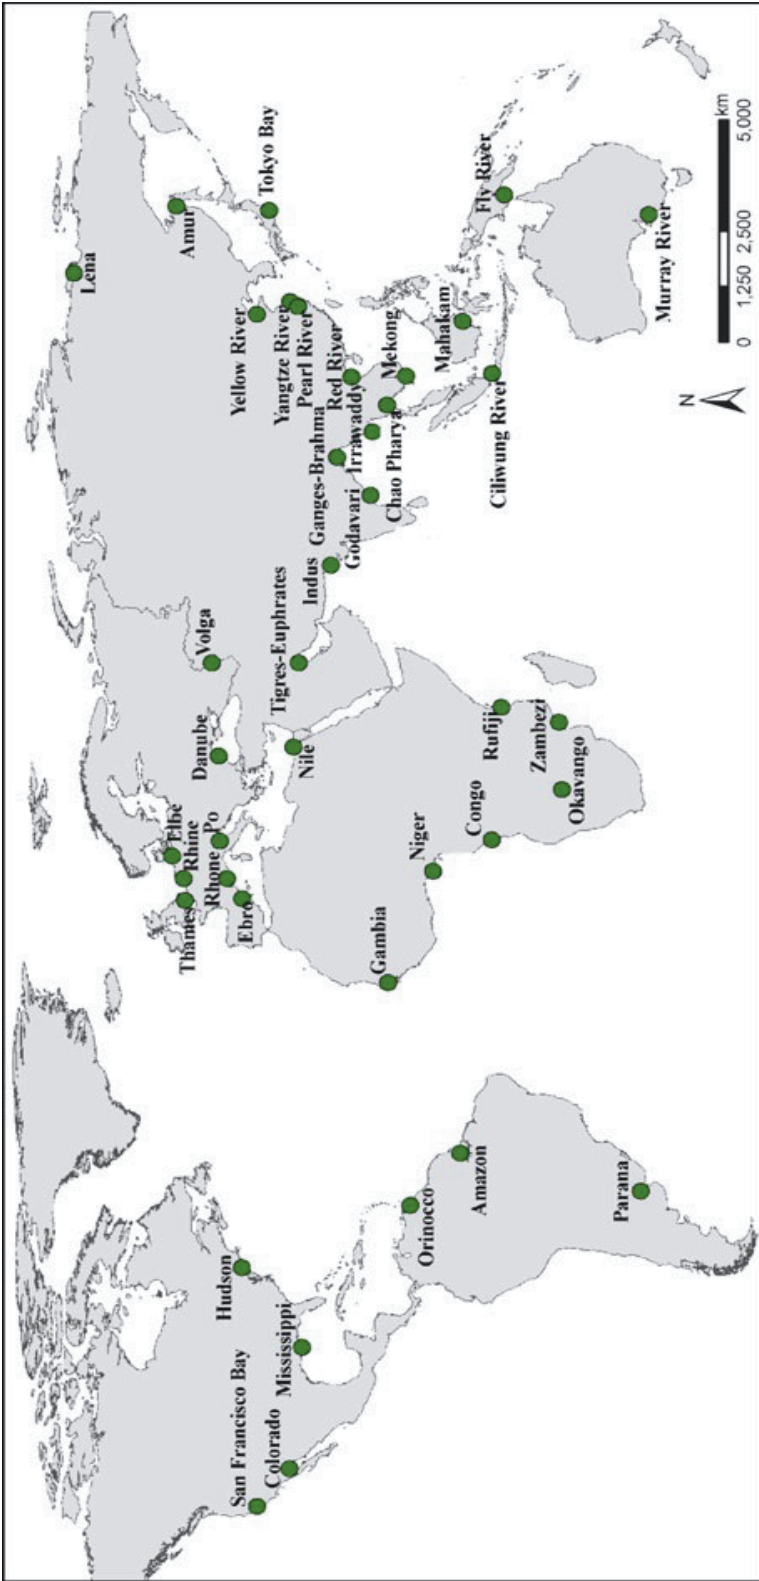 Lena
Amur
Tokyo Bay
Yellow River
Yangtze River
Pearl River
Red River
Mekong
Irrawaddy
Chao Pharya
Ganges-Brahma
Godavari
Indus
Tigres-Euphrates
Volga
Danube
Nile
Elbe
Rhine
Thames
Rhone
Po
Ebro
Gambia
Niger
Congo
Rufiji
Zambezi
Okavango
Mahakam
Ciliwung River
Fly River
Murray River
San Francisco Bay
Colorado
Mississippi
Hudson
Orinocco
Amazon
Parana
N
0 1,250 2,500 5,000
km